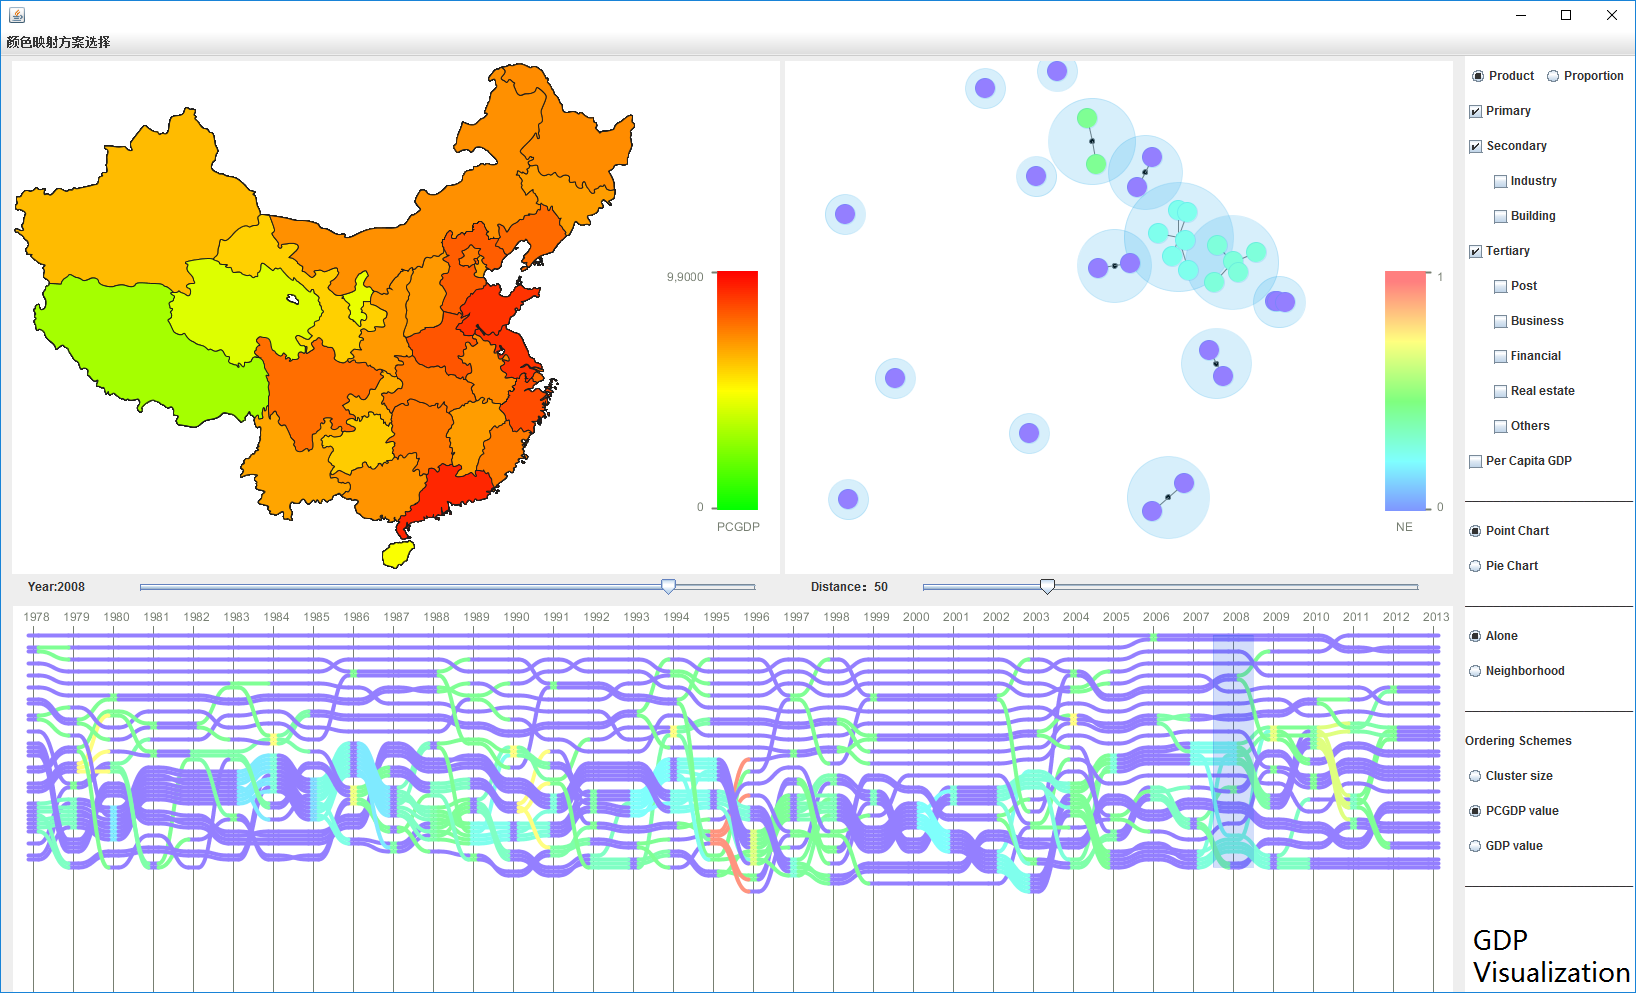 颜色映射方案选择
9,9000
0
PCGDP
1
0
NE
Product Proportion
Primary
Secondary
Industry
Building
Tertiary
Post
Business
Financial
Real estate
Others
Per Capita GDP
Point Chart
Pie Chart
Alone
Neighborhood
Ordering Schemes
Cluster size
PCGDP value
GDP value
GDP
Visualization
Year:2008
Distance: 50
1978 1979 1980 1981 1982 1983 1984 1985 1986 1987 1988 1989 1990 1991 1992 1993 1994 1995 1996 1997 1998 1999 2000 2001 2002 2003 2004 2005 2006 2007 2008 2009 2010 2011 2012 2013